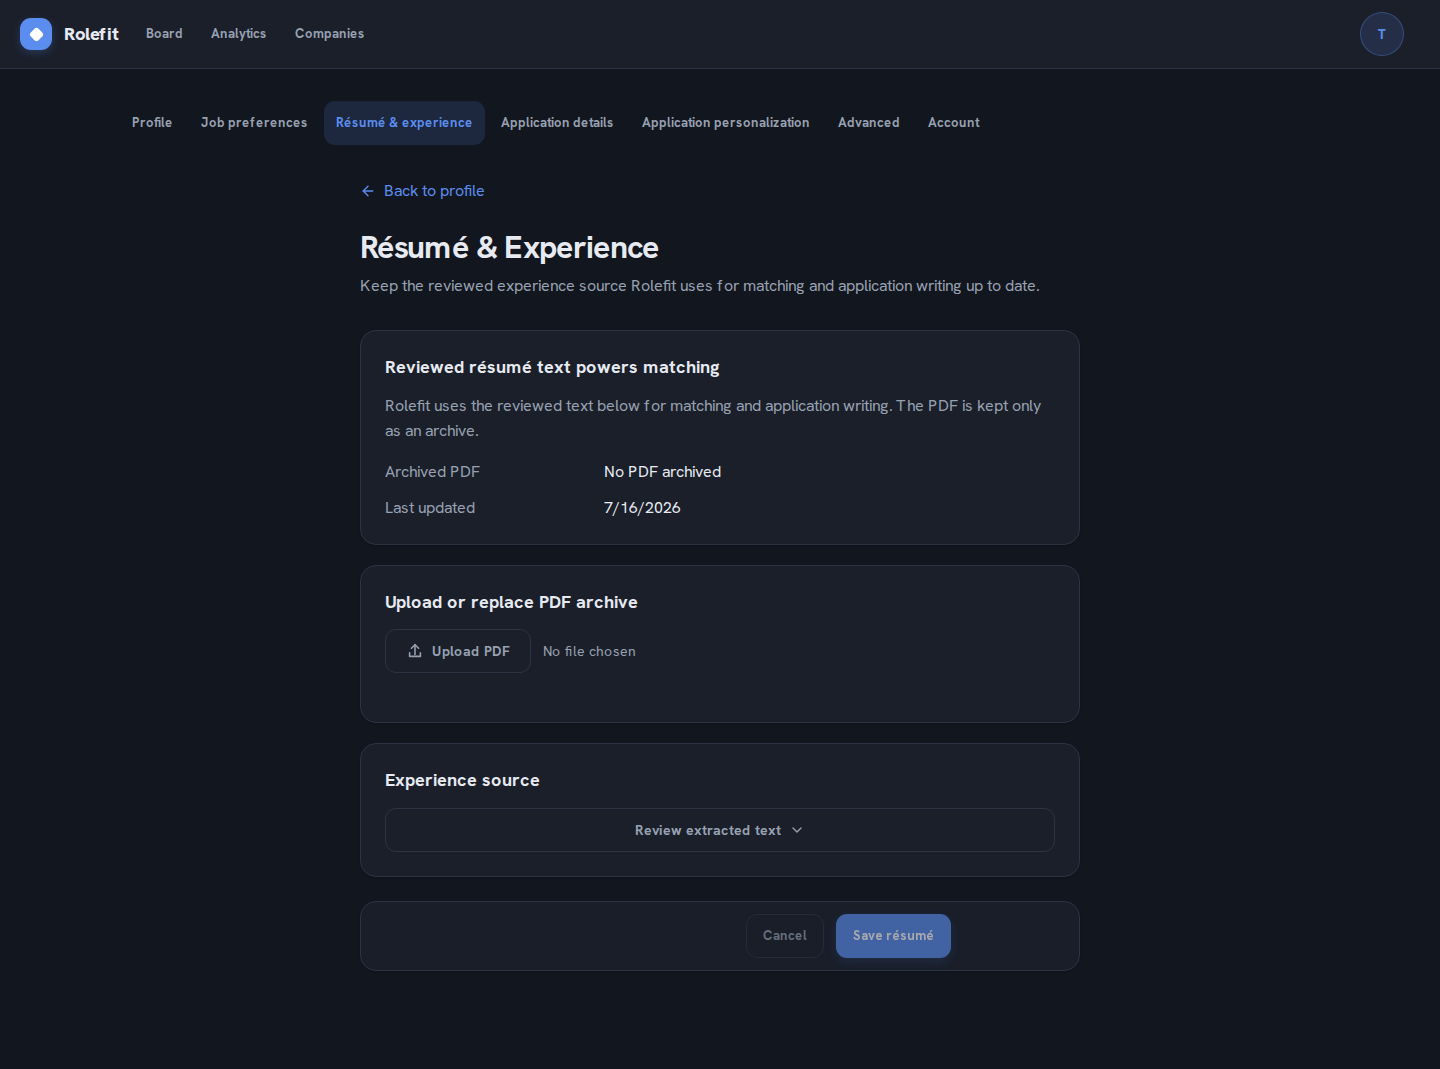 Rolefit
Board
Analytics
Companies
T
Profile
Job preferences
Résumé & experience
Application details
Application personalization
Advanced
Account
Back to profile
Résumé & Experience
Keep the reviewed experience source Rolefit uses for matching and application writing up to date.
Reviewed résumé text powers matching
Rolefit uses the reviewed text below for matching and application writing. The PDF is kept only
as an archive.
Archived PDF
No PDF archived
Last updated
7/16/2026
Upload or replace PDF archive
Upload PDF
No file chosen
Experience source
Review extracted text
Cancel
Save résumé